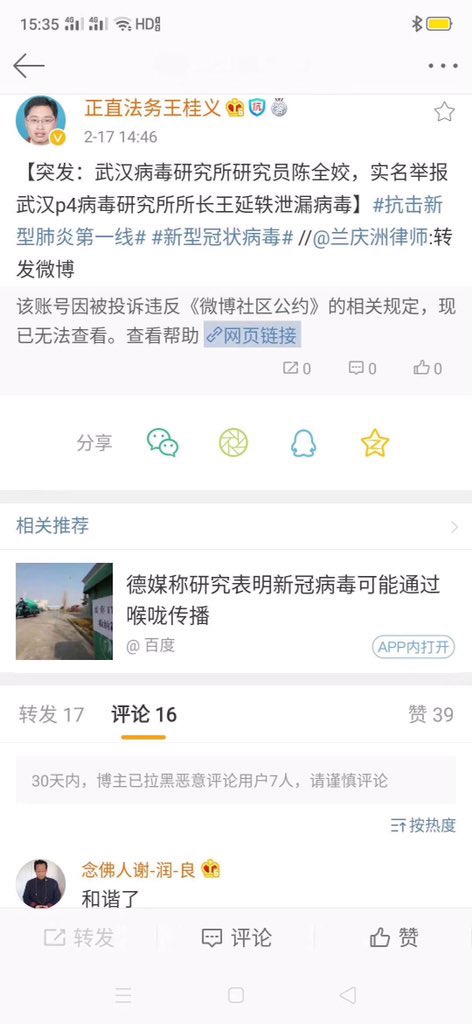 15:35 4G 4G HD
正直法务王桂义
2-17 14:46
【突发：武汉病毒研究所研究员陈全姣，实名举报
武汉p4病毒研究所所长王延轶泄漏病毒】#抗击新
型肺炎第一线# #新型冠状病毒# //@兰庆洲律师:转
发微博
该账号因被投诉违反《微博社区公约》的相关规定，现
已无法查看。查看帮助 网页链接
0 0 0
分享
相关推荐
德媒称研究表明新冠病毒可能通过
喉咙传播
@ 百度
APP内打开
转发 17 评论 16 赞 39
30天内，博主已拉黑恶意评论用户7人，请谨慎评论
按热度
念佛人谢-润-良
和谐了
转发 评论 赞